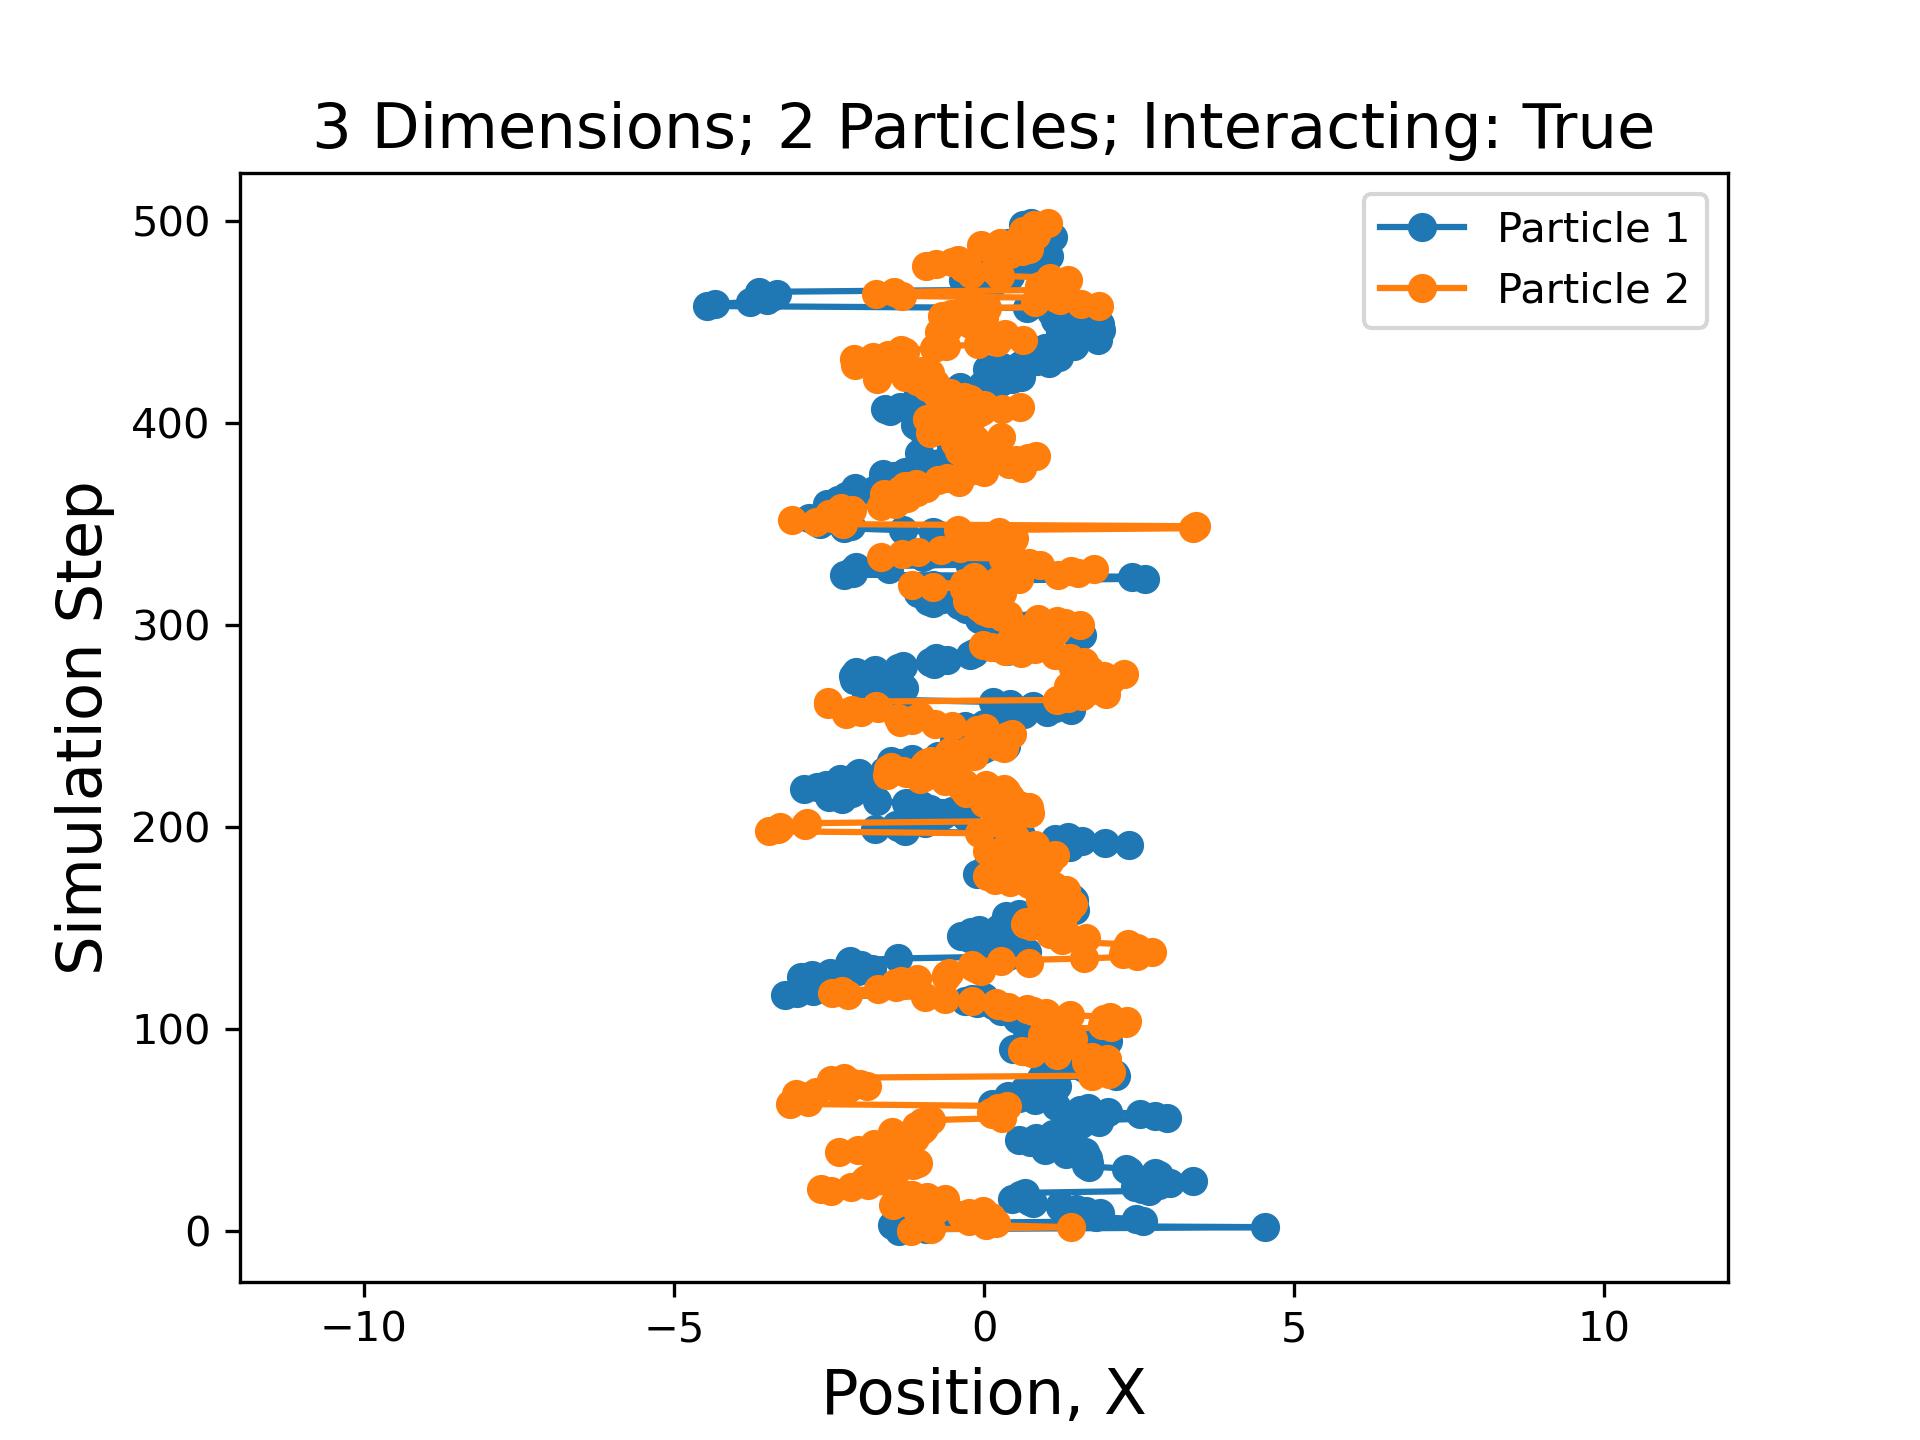 3 Dimensions; 2 Particles; Interacting: True
Particle 1
Particle 2
500
400
300
200
100
0
Simulation Step
−10
−5
0
5
10
Position, X